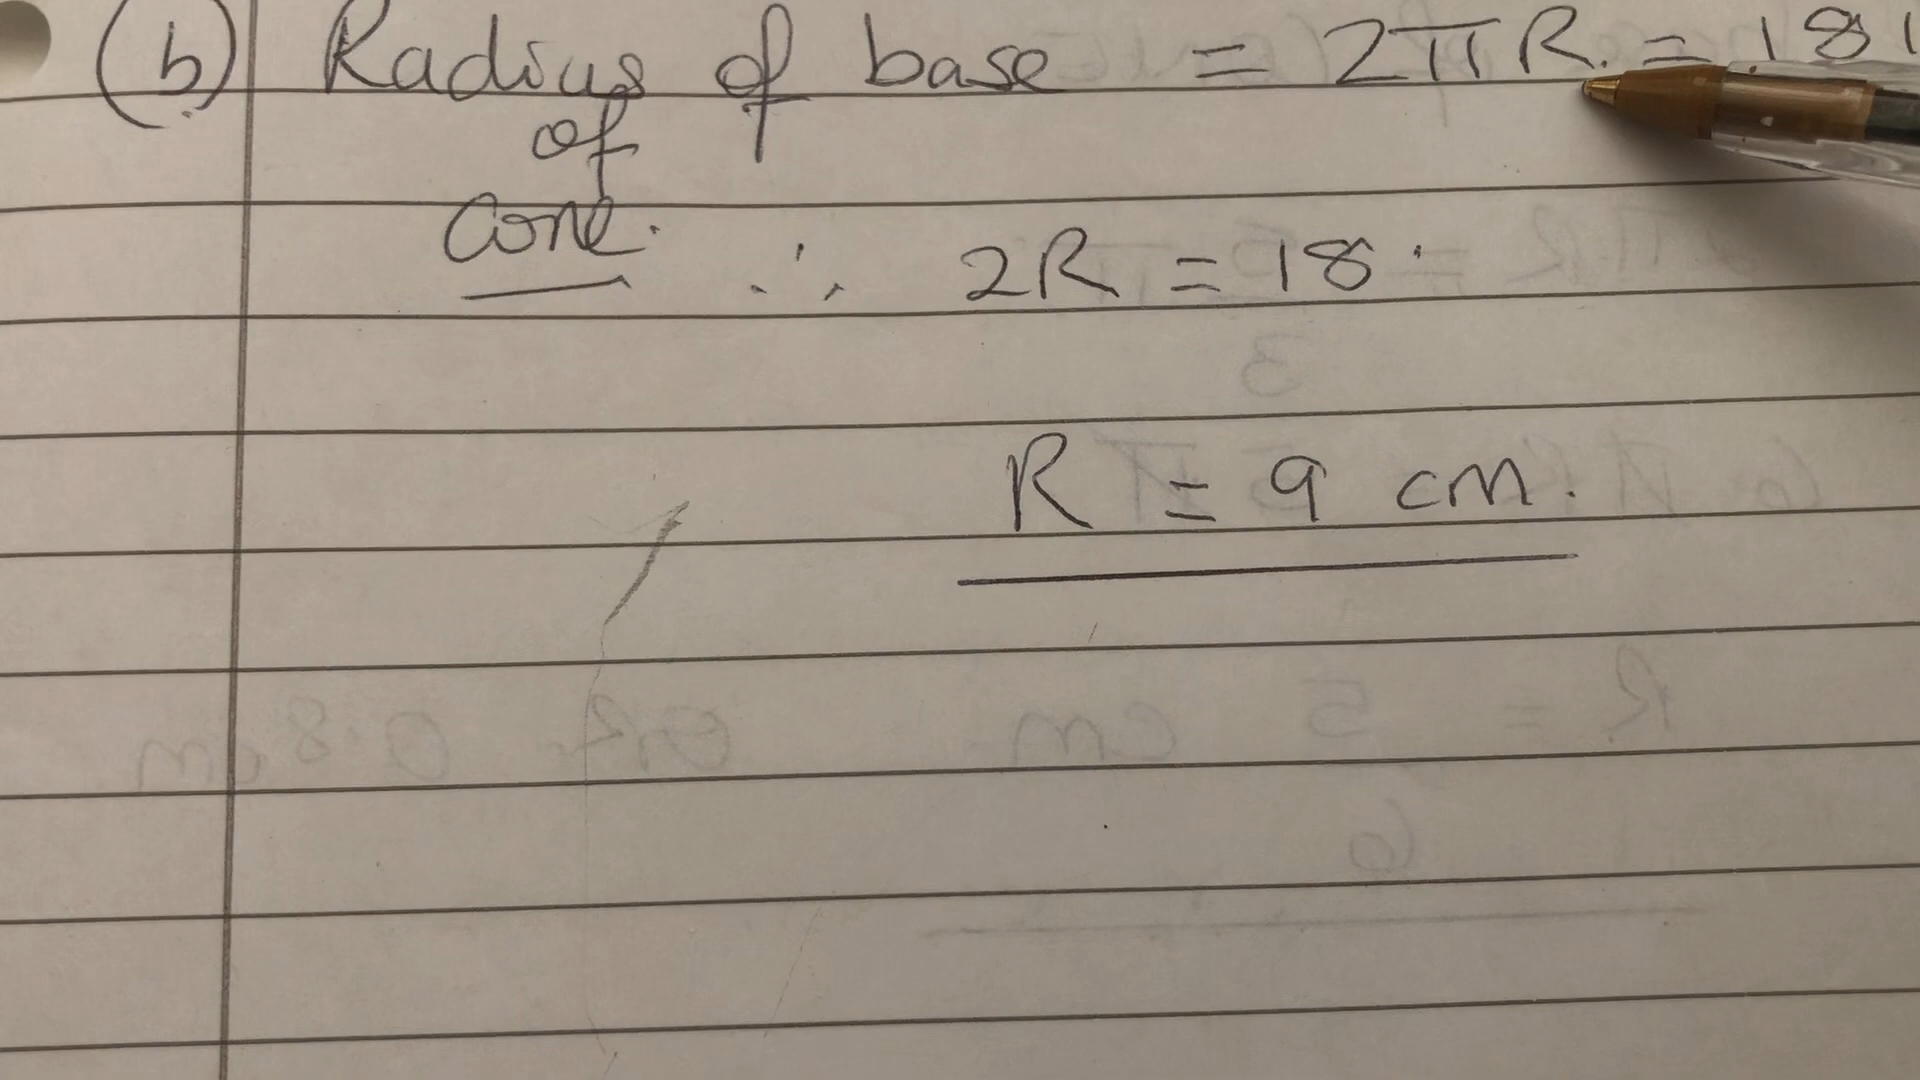 (b) Radius of base = 2πR = 18
of
cone. ∴ 2R = 18.
R = 9 cm.